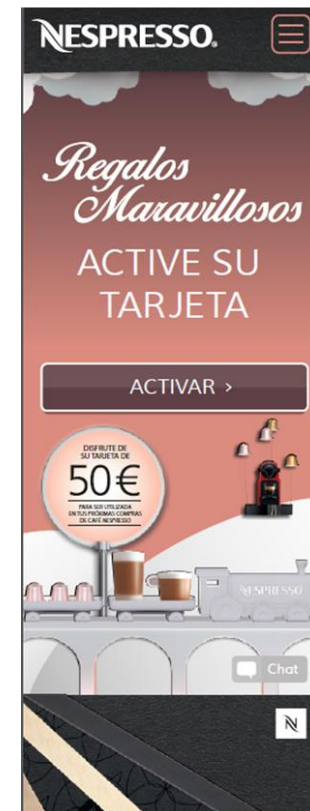 NESPRESSO.
Regalos
Maravillosos
ACTIVE SU
TARJETA
ACTIVAR >
DISFRUTE DE
SU TARJETA DE
50€
PARA SER UTILIZADA
EN TUS PRÓXIMAS COMPRAS
DE CAFÉ NESPRESSO
NESPRESSO
Chat
N